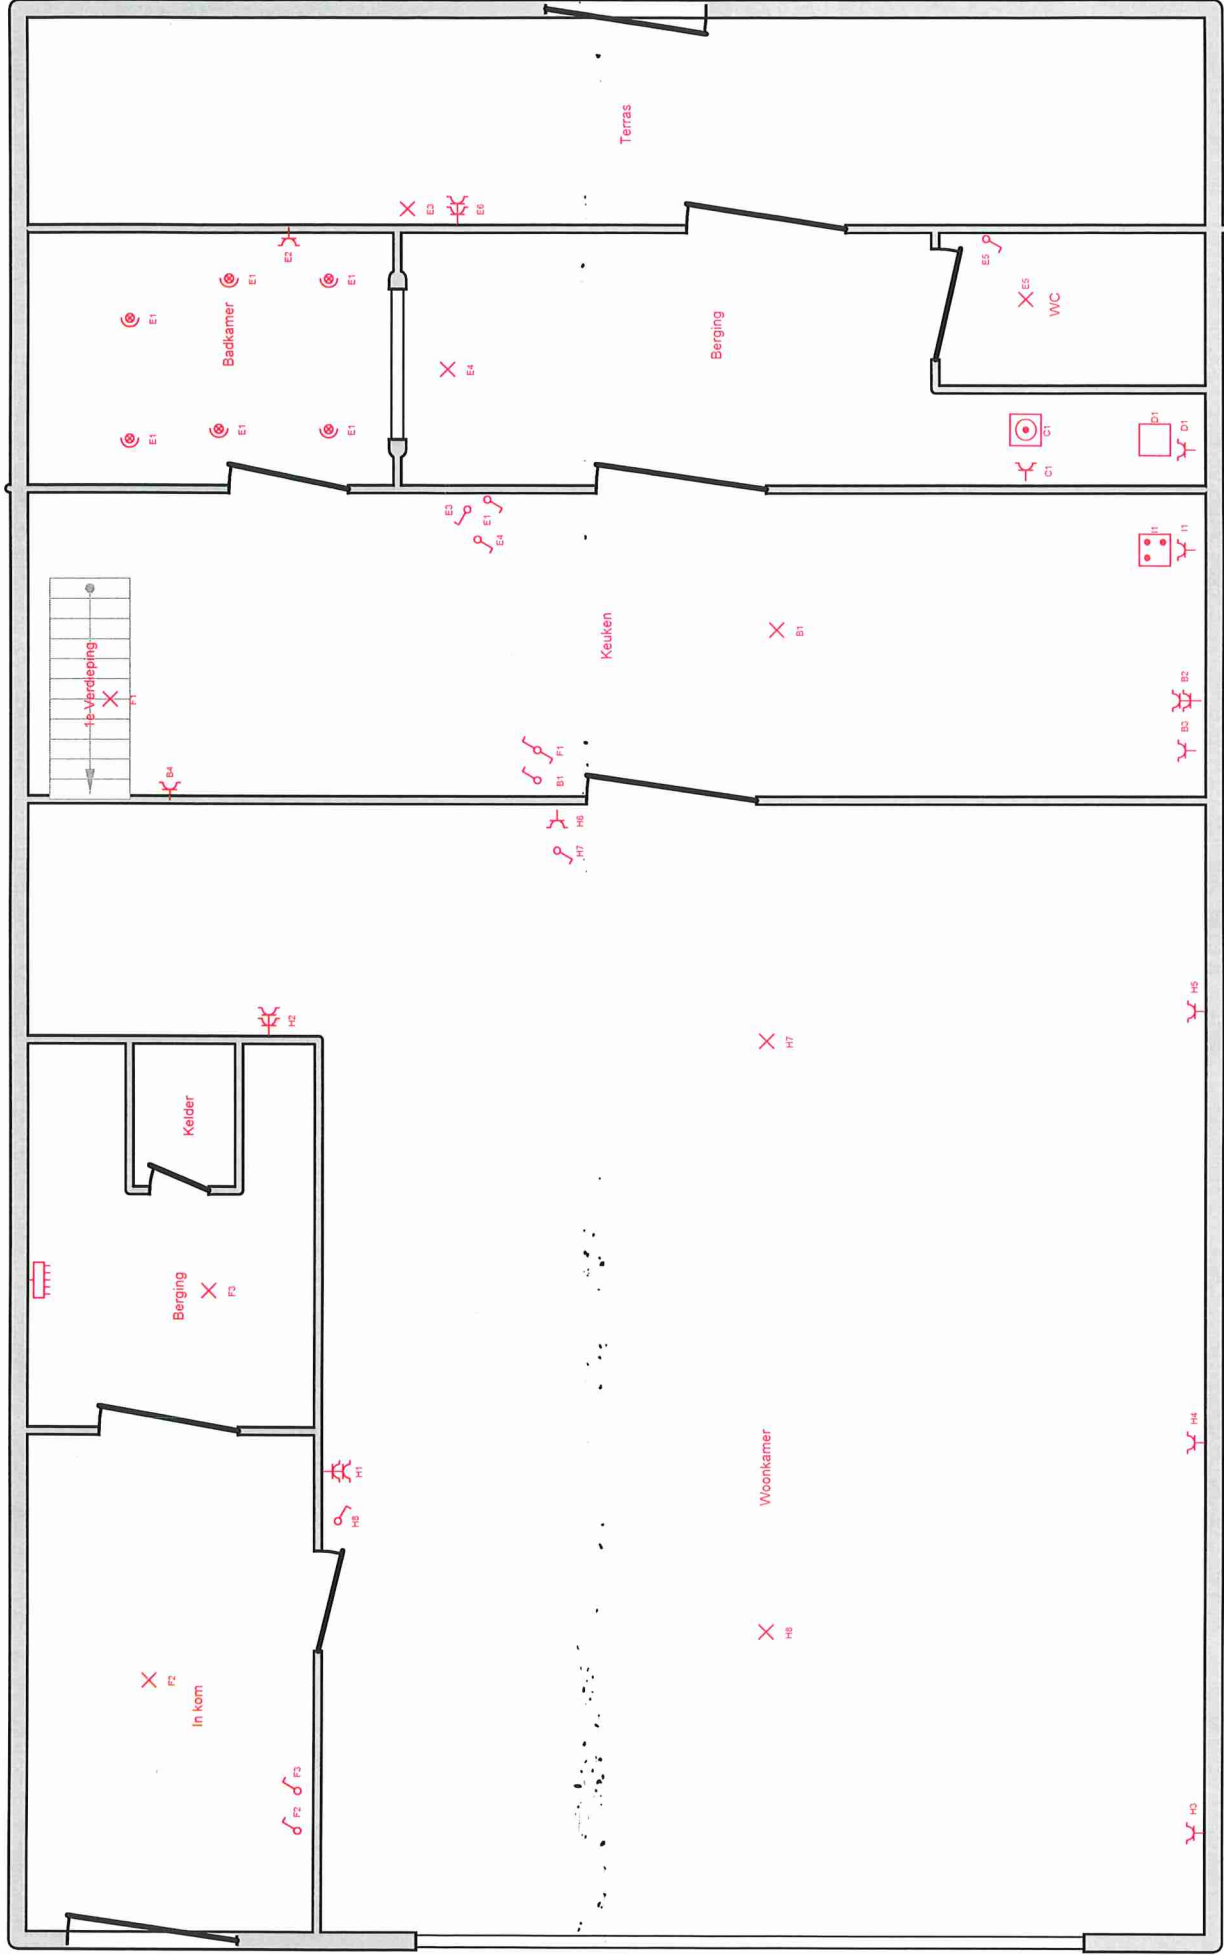 Terras
E3
E6
E2
E1
E1
E1
Badkamer
E1
E1
E1
E4
Berging
E5
E5
WC
C1
C1
D1
D1
E3
E1
E4
I1
I1
1e Verdieping
F1
Keuken
B1
B2
B3
B4
F1
B1
H6
H7
H2
H7
H5
Kelder
Berging
F3
H1
H8
Woonkamer
H4
F2
In kom
H8
F3
F2
H3